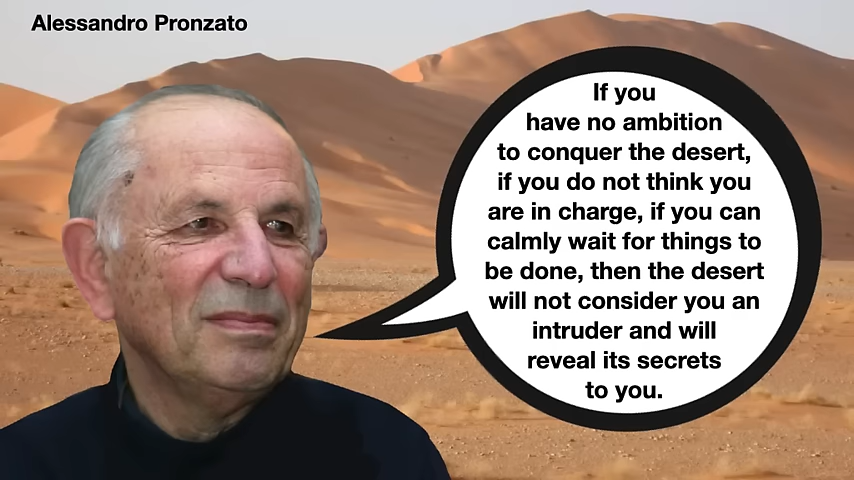 Alessandro Pronzato
If you
have no ambition
to conquer the desert,
if you do not think you
are in charge, if you can
calmly wait for things to
be done, then the desert
will not consider you an
intruder and will
reveal its secrets
to you.